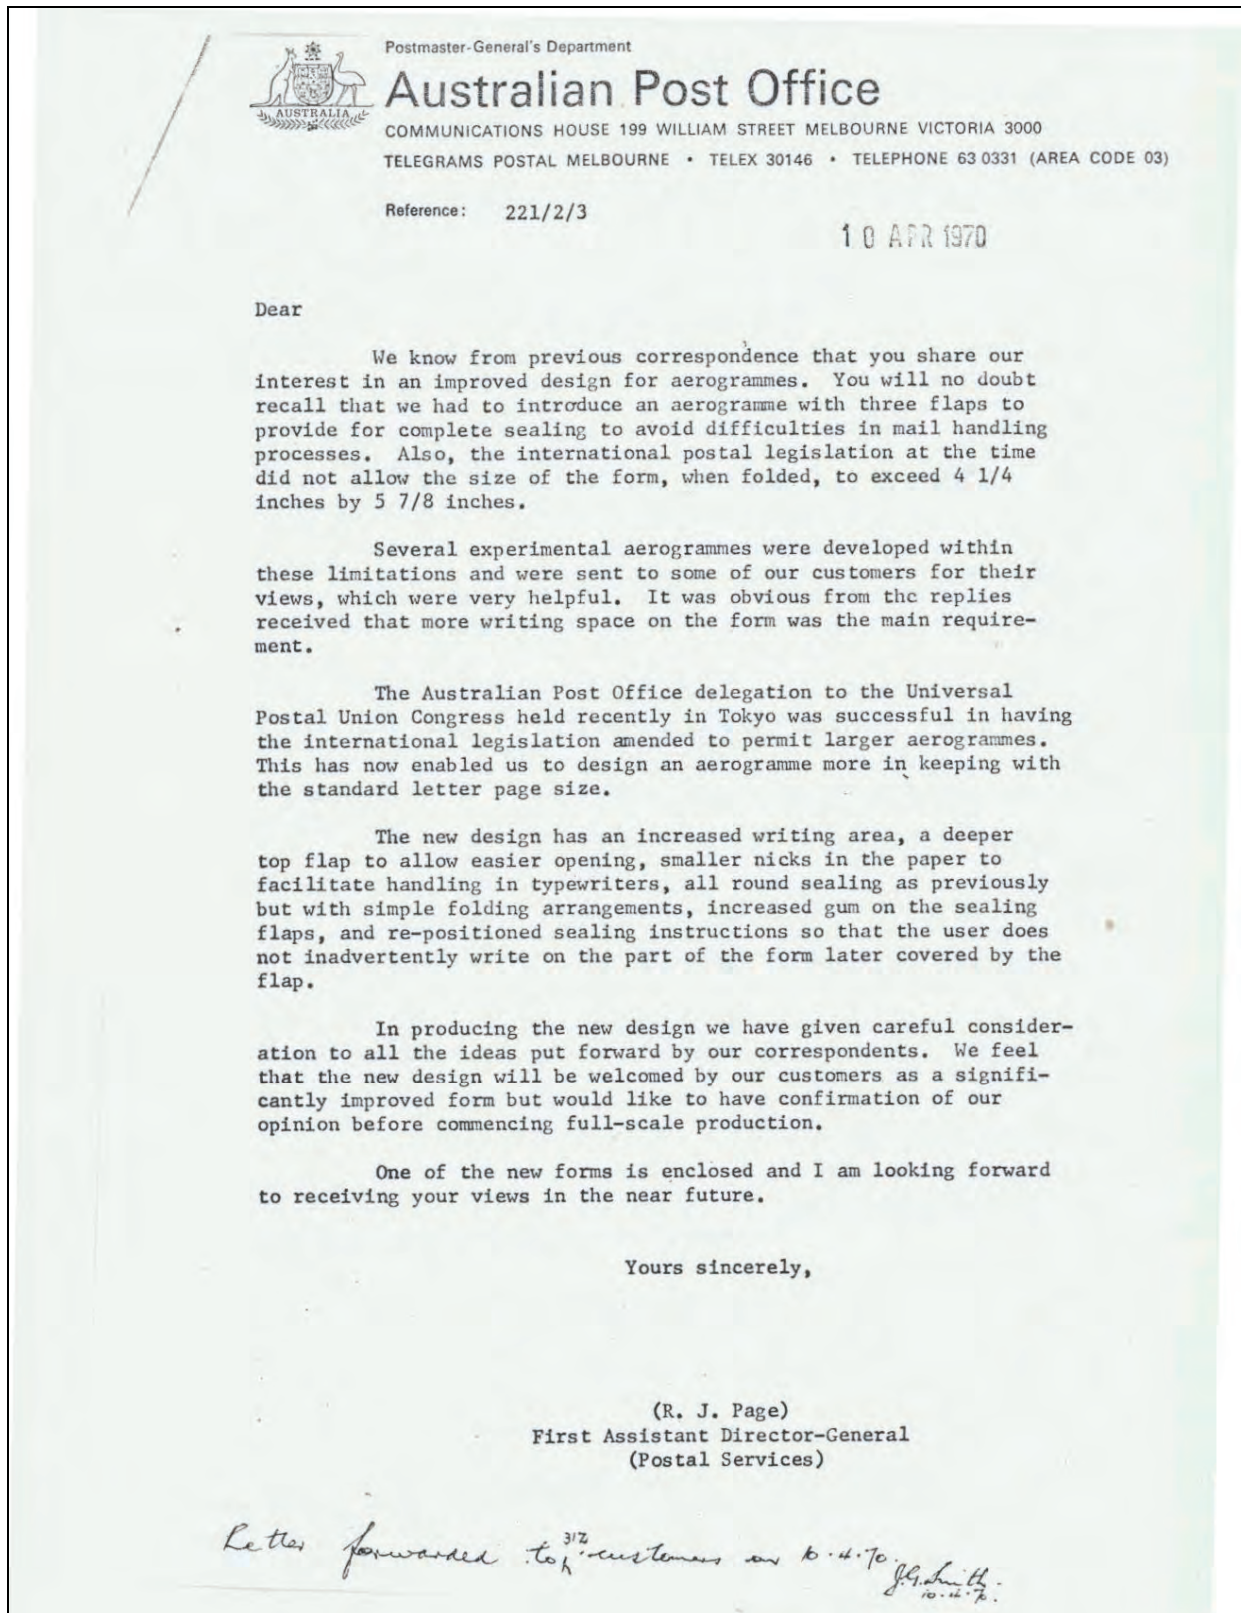 Postmaster-General's Department
Australian Post Office
AUSTRALIA
COMMUNICATIONS HOUSE 199 WILLIAM STREET MELBOURNE VICTORIA 3000
TELEGRAMS POSTAL MELBOURNE • TELEX 30146 • TELEPHONE 63 0331 (AREA CODE 03)
Reference: 221/2/3
10 APR 1970
Dear
We know from previous correspondence that you share our
interest in an improved design for aerogrammes. You will no doubt
recall that we had to introduce an aerogramme with three flaps to
provide for complete sealing to avoid difficulties in mail handling
processes. Also, the international postal legislation at the time
did not allow the size of the form, when folded, to exceed 4 1/4
inches by 5 7/8 inches.
Several experimental aerogrammes were developed within
these limitations and were sent to some of our customers for their
views, which were very helpful. It was obvious from the replies
received that more writing space on the form was the main require-
ment.
The Australian Post Office delegation to the Universal
Postal Union Congress held recently in Tokyo was successful in having
the international legislation amended to permit larger aerogrammes.
This has now enabled us to design an aerogramme more in keeping with
the standard letter page size.
The new design has an increased writing area, a deeper
top flap to allow easier opening, smaller nicks in the paper to
facilitate handling in typewriters, all round sealing as previously
but with simple folding arrangements, increased gum on the sealing
flaps, and re-positioned sealing instructions so that the user does
not inadvertently write on the part of the form later covered by the
flap.
In producing the new design we have given careful consider-
ation to all the ideas put forward by our correspondents. We feel
that the new design will be welcomed by our customers as a signifi-
cantly improved form but would like to have confirmation of our
opinion before commencing full-scale production.
One of the new forms is enclosed and I am looking forward
to receiving your views in the near future.
Yours sincerely,
(R. J. Page)
First Assistant Director-General
(Postal Services)
Letter forwarded to 312 customers on 10.4.70.
J.G. Smith.
10.4.70.